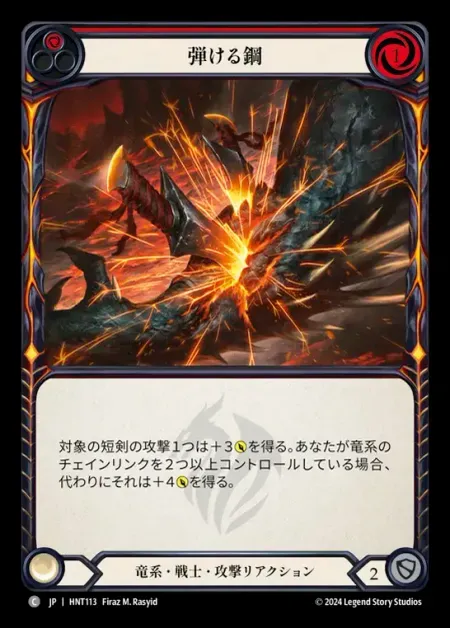 弾ける鋼
1
対象の短剣の攻撃1つは+3を得る。あなたが竜系の
チェインリンクを2つ以上コントロールしている場合、
代わりにそれは+4を得る。
竜系・戦士・攻撃リアクション
2
C JP | HNT113 Firaz M. Rasyid © 2024 Legend Story Studios